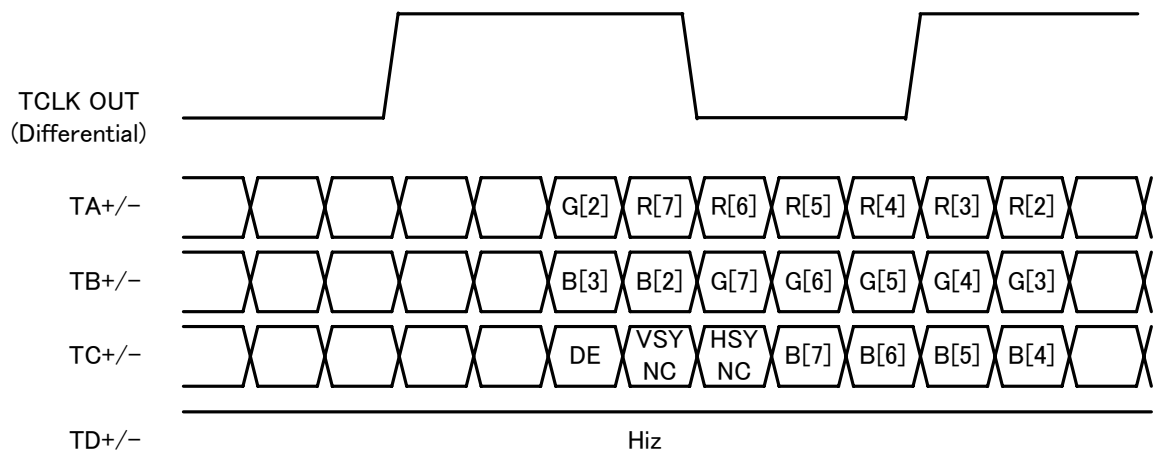 TCLK OUT
(Differential)
TA+/- G[2] R[7] R[6] R[5] R[4] R[3] R[2]
TB+/- B[3] B[2] G[7] G[6] G[5] G[4] G[3]
TC+/- DE VSY HSY B[7] B[6] B[5] B[4]
NC NC
TD+/- Hiz